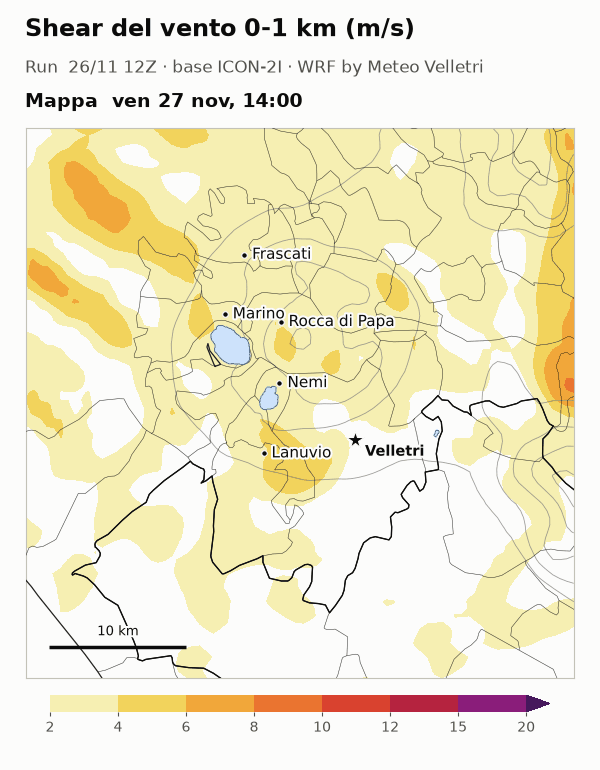 Shear del vento 0-1 km (m/s)
Run  26/11 12Z · base ICON-2I · WRF by Meteo Velletri
Mappa  ven 27 nov, 14:00
Frascati
Marino
Rocca di Papa
Nemi
Velletri
Lanuvio
10 km
2 4 6 8 10 12 15 20